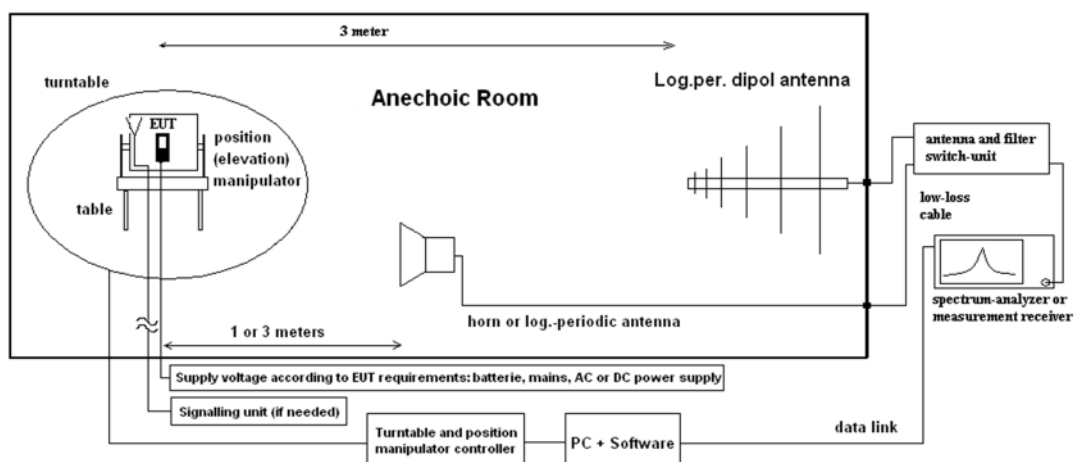 3 meter
turntable
Log.per. dipol antenna
Anechoic Room
EUT
position
(elevation)
manipulator
antenna and filter
switch-unit
table
low-loss
cable
spectrum-analyzer or
measurement receiver
horn or log.-periodic antenna
1 or 3 meters
Supply voltage according to EUT requirements: batterie, mains, AC or DC power supply
Signalling unit (if needed)
Turntable and position
manipulator controller
PC + Software
data link